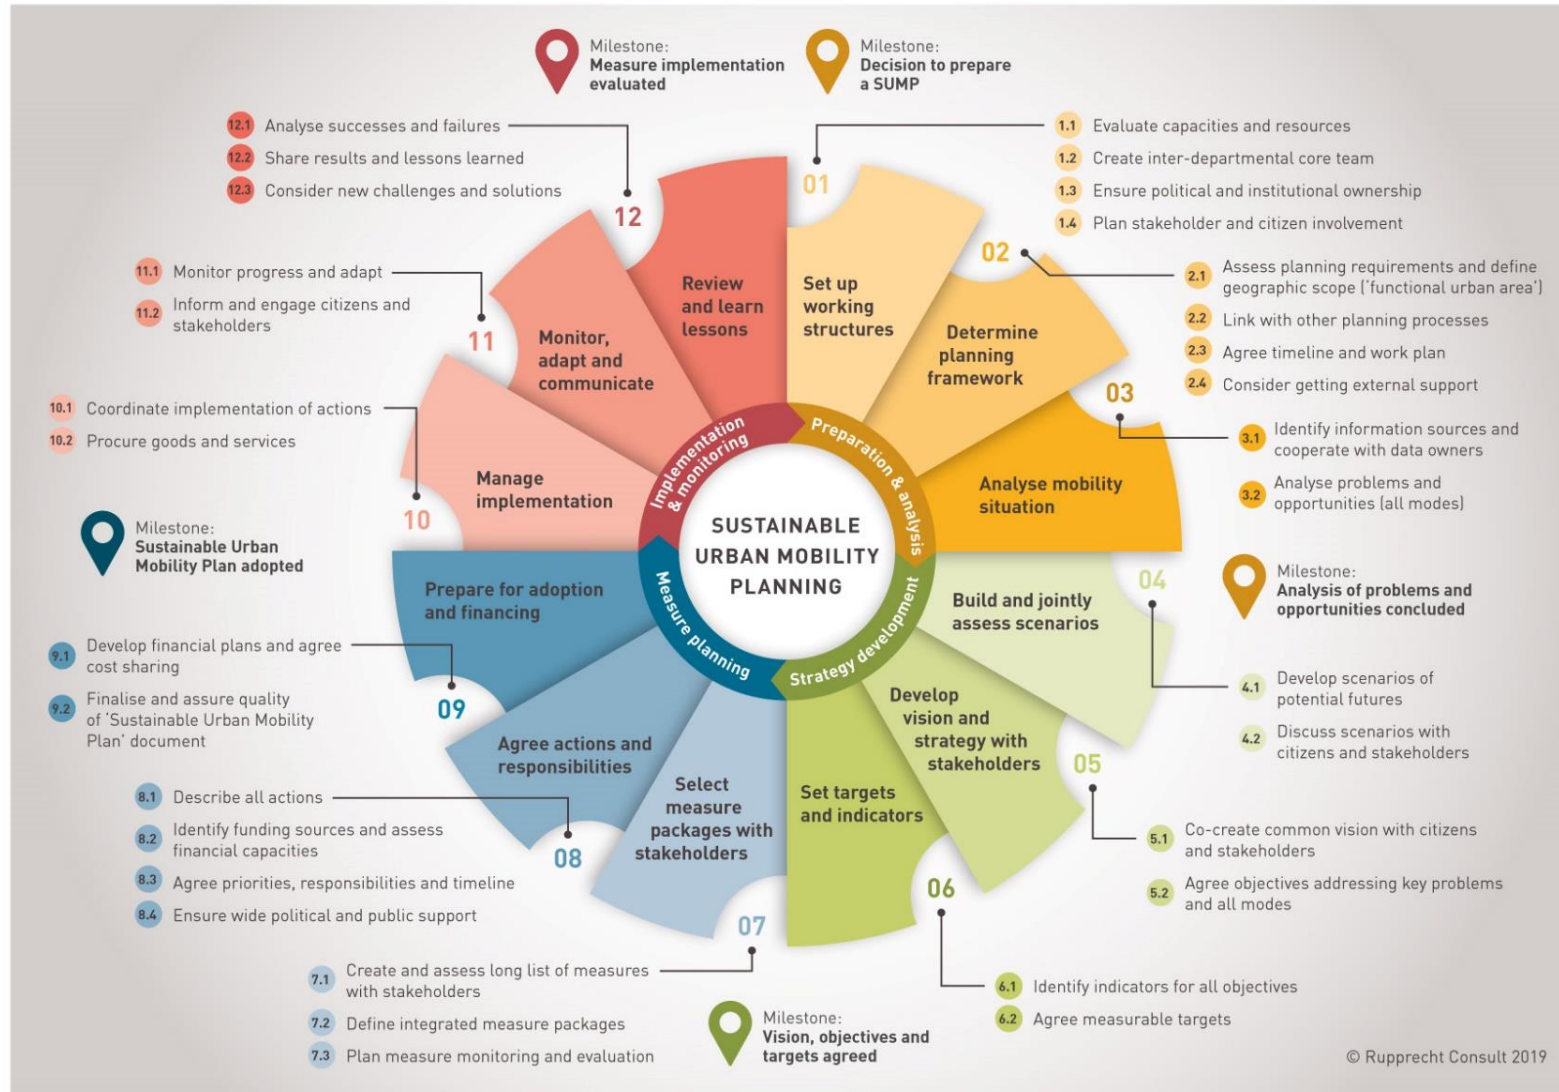 Milestone:
Measure implementation
evaluated
Milestone:
Decision to prepare
a SUMP
12.1 Analyse successes and failures
12.2 Share results and lessons learned
12.3 Consider new challenges and solutions
1.1 Evaluate capacities and resources
1.2 Create inter-departmental core team
1.3 Ensure political and institutional ownership
1.4 Plan stakeholder and citizen involvement
11.1 Monitor progress and adapt
11.2 Inform and engage citizens and
stakeholders
2.1 Assess planning requirements and define
geographic scope ('functional urban area')
2.2 Link with other planning processes
2.3 Agree timeline and work plan
2.4 Consider getting external support
10.1 Coordinate implementation of actions
10.2 Procure goods and services
3.1 Identify information sources and
cooperate with data owners
3.2 Analyse problems and
opportunities (all modes)
01
Set up
working
structures
02
Determine
planning
framework
03
Analyse mobility
situation
04
Build and jointly
assess scenarios
05
Develop
vision and
strategy with
stakeholders
06
Set targets
and indicators
07
Select
measure
packages with
stakeholders
08
Agree actions and
responsibilities
09
Prepare for adoption
and financing
10
Manage
implementation
11
Monitor,
adapt and
communicate
12
Review
and learn
lessons
Preparation & analysis
Strategy development
Measure planning
Implementation
& monitoring
SUSTAINABLE
URBAN MOBILITY
PLANNING
Milestone:
Sustainable Urban
Mobility Plan adopted
Milestone:
Analysis of problems and
opportunities concluded
9.1 Develop financial plans and agree
cost sharing
9.2 Finalise and assure quality
of 'Sustainable Urban Mobility
Plan' document
4.1 Develop scenarios of
potential futures
4.2 Discuss scenarios with
citizens and stakeholders
8.1 Describe all actions
8.2 Identify funding sources and assess
financial capacities
8.3 Agree priorities, responsibilities and timeline
8.4 Ensure wide political and public support
5.1 Co-create common vision with citizens
and stakeholders
5.2 Agree objectives addressing key problems
and all modes
7.1 Create and assess long list of measures
with stakeholders
7.2 Define integrated measure packages
7.3 Plan measure monitoring and evaluation
Milestone:
Vision, objectives and
targets agreed
6.1 Identify indicators for all objectives
6.2 Agree measurable targets
© Rupprecht Consult 2019